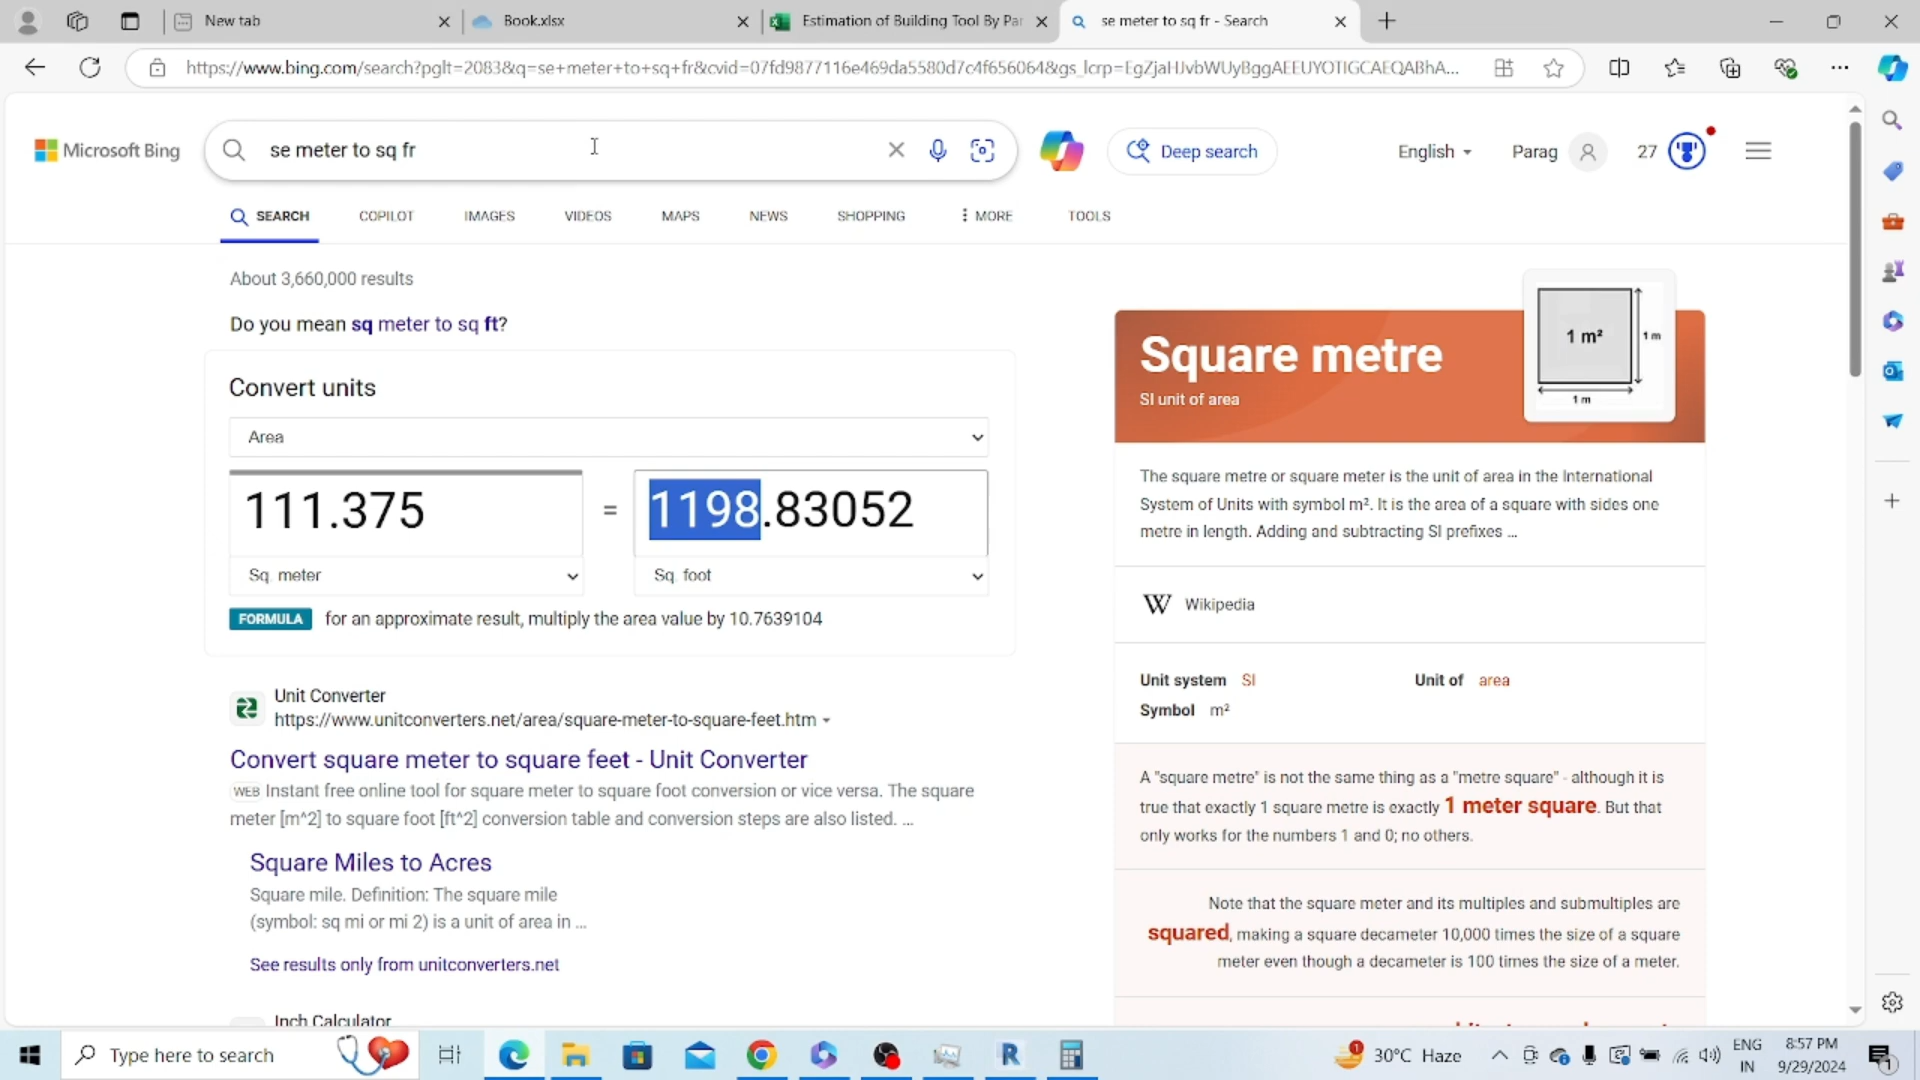 New tab
Book.xlsx
Estimation of Building Tool By Par
se meter to sq fr - Search
https://www.bing.com/search?pglt=2083&q=se+meter+to+sq+fr&cvid=07fd9877116e469da5580d7c4f656064&gs_lcrp=EgZjaHJvbWUyBggAEEUYOTIGCAEQABhA...
Microsoft Bing
se meter to sq fr
Deep search
English
Parag
27
SEARCH
COPILOT
IMAGES
VIDEOS
MAPS
NEWS
SHOPPING
MORE
TOOLS
About 3,660,000 results
Do you mean sq meter to sq ft?
Convert units
Area
111.375
=
1198.83052
Sq. meter
Sq. foot
FORMULA for an approximate result, multiply the area value by 10.7639104
Unit Converter
https://www.unitconverters.net/area/square-meter-to-square-feet.htm
Convert square meter to square feet - Unit Converter
WEB Instant free online tool for square meter to square foot conversion or vice versa. The square
meter [m^2] to square foot [ft^2] conversion table and conversion steps are also listed. ...
Square Miles to Acres
Square mile. Definition: The square mile
(symbol: sq mi or mi 2) is a unit of area in ...
See results only from unitconverters.net
Inch Calculator
Square metre
SI unit of area
1 m²
1 m
1 m
The square metre or square meter is the unit of area in the International
System of Units with symbol m². It is the area of a square with sides one
metre in length. Adding and subtracting SI prefixes ...
W Wikipedia
Unit system SI
Unit of area
Symbol m²
A "square metre" is not the same thing as a "metre square" - although it is
true that exactly 1 square metre is exactly 1 meter square. But that
only works for the numbers 1 and 0; no others.
Note that the square meter and its multiples and submultiples are
squared, making a square decameter 10,000 times the size of a square
meter even though a decameter is 100 times the size of a meter.
Type here to search
30°C Haze
ENG
IN
8:57 PM
9/29/2024
1